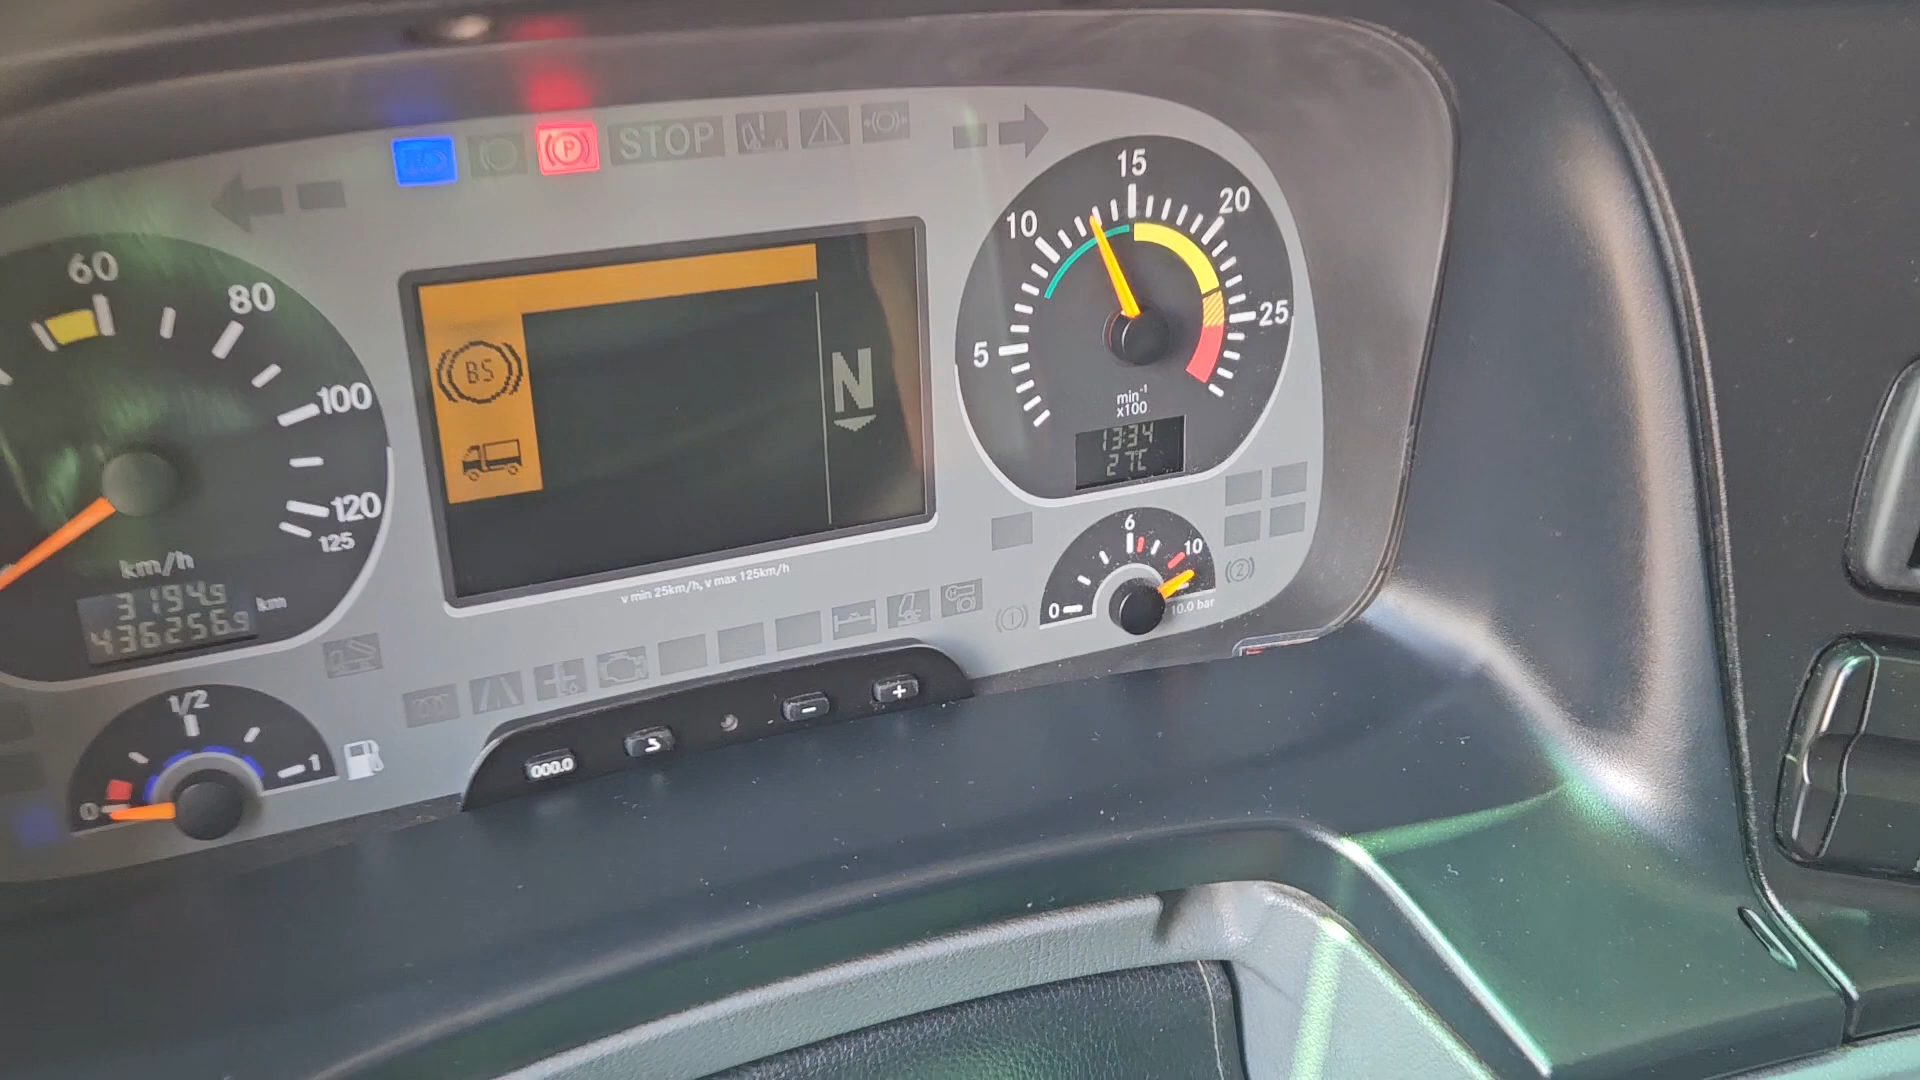 P
STOP
60
80
100
120
125
km/h
3194.9
km
436256.9
BS
N
v min 25km/h, v max 125km/h
5
10
15
20
25
min⁻¹
x100
13:34
27°C
0
6
10
10.0 bar
1
2
0
1/2
1
000.0
-
+